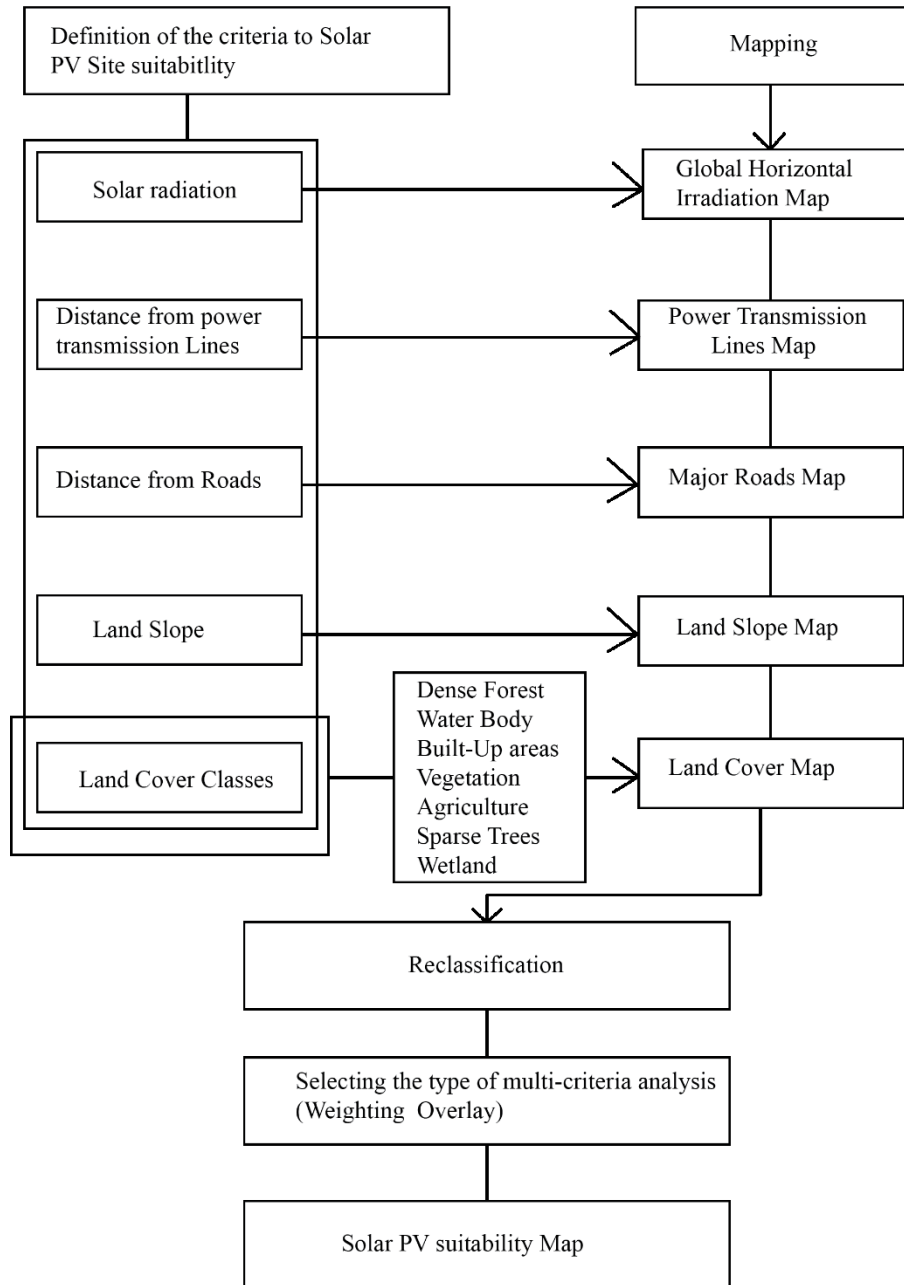 Definition of the criteria to Solar
PV Site suitabitlity
Mapping
Solar radiation
Global Horizontal
Irradiation Map
Distance from power
transmission Lines
Power Transmission
Lines Map
Distance from Roads
Major Roads Map
Land Slope
Land Slope Map
Land Cover Classes
Dense Forest
Water Body
Built-Up areas
Vegetation
Agriculture
Sparse Trees
Wetland
Land Cover Map
Reclassification
Selecting the type of multi-criteria analysis
(Weighting Overlay)
Solar PV suitability Map